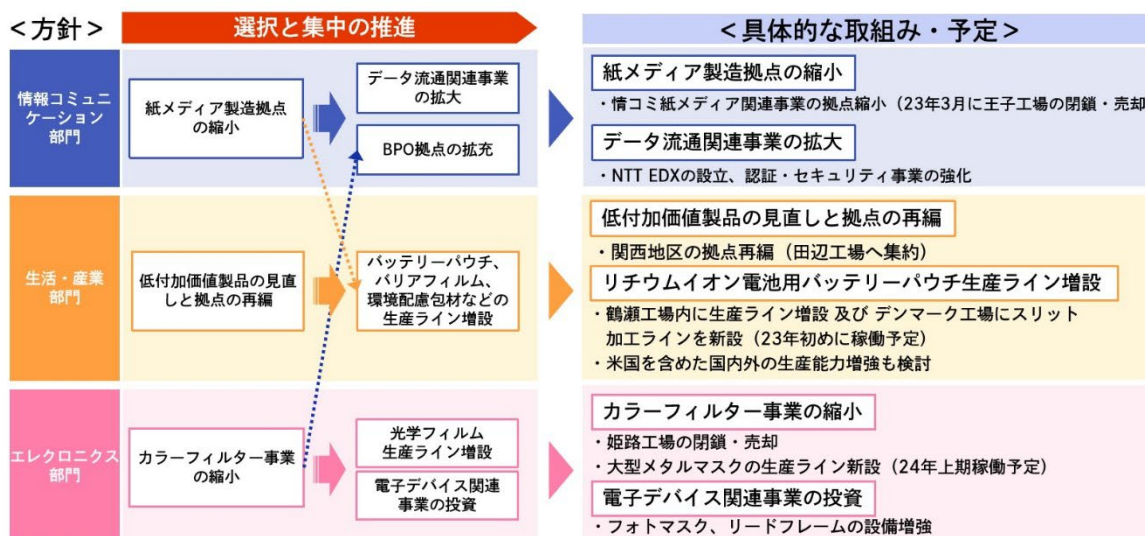 <方針>
選択と集中の推進
<具体的な取組み・予定>
情報コミュニ
ケーション
部門
紙メディア製造拠点
の縮小
データ流通関連事業
の拡大
BPO拠点の拡充
紙メディア製造拠点の縮小
・情コミ紙メディア関連事業の拠点縮小（23年3月に王子工場の閉鎖・売却
データ流通関連事業の拡大
・NTT EDXの設立、認証・セキュリティ事業の強化
生活・産業
部門
低付加価値製品の見直
しと拠点の再編
バッテリーパウチ、
バリアフィルム、
環境配慮包材などの
生産ライン増設
低付加価値製品の見直しと拠点の再編
・関西地区の拠点再編（田辺工場へ集約）
リチウムイオン電池用バッテリーパウチ生産ライン増設
・鶴瀬工場内に生産ライン増設 及び デンマーク工場にスリット
加工ラインを新設（23年初めに稼働予定）
・米国を含めた国内外の生産能力増強も検討
エレクロニクス
部門
カラーフィルター事業
の縮小
光学フィルム
生産ライン増設
電子デバイス関連
事業の投資
カラーフィルター事業の縮小
・姫路工場の閉鎖・売却
・大型メタルマスクの生産ライン新設（24年上期稼働予定）
電子デバイス関連事業の投資
・フォトマスク、リードフレームの設備増強